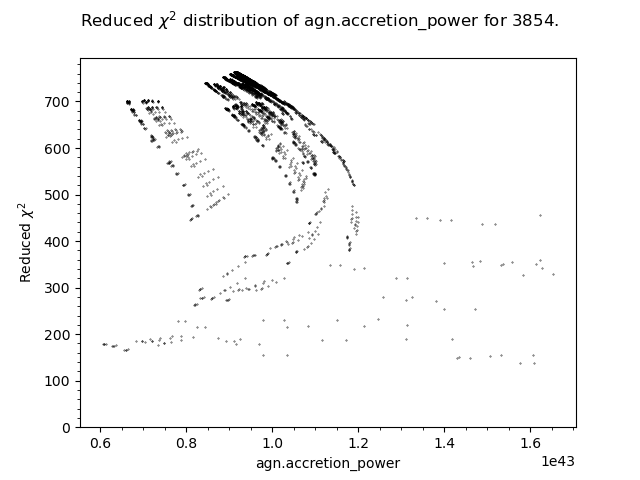 Reduced χ² distribution of agn.accretion_power for 3854.
Reduced χ²
700
600
500
400
300
200
100
0
0.6 0.8 1.0 1.2 1.4 1.6
1e43
agn.accretion_power